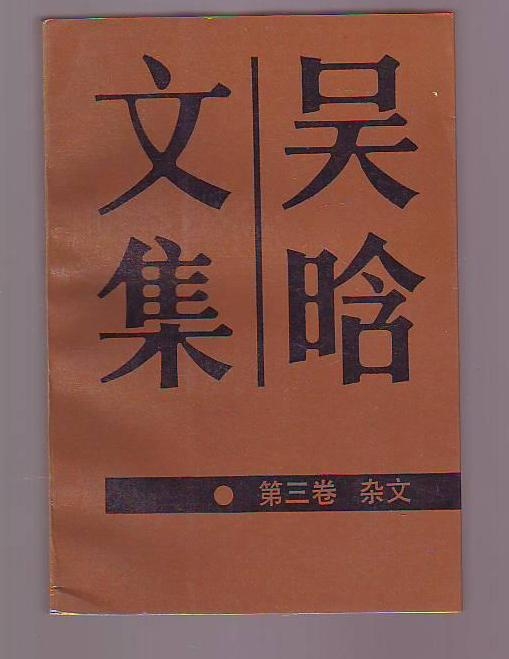 吴晗
文集
第三卷 杂文